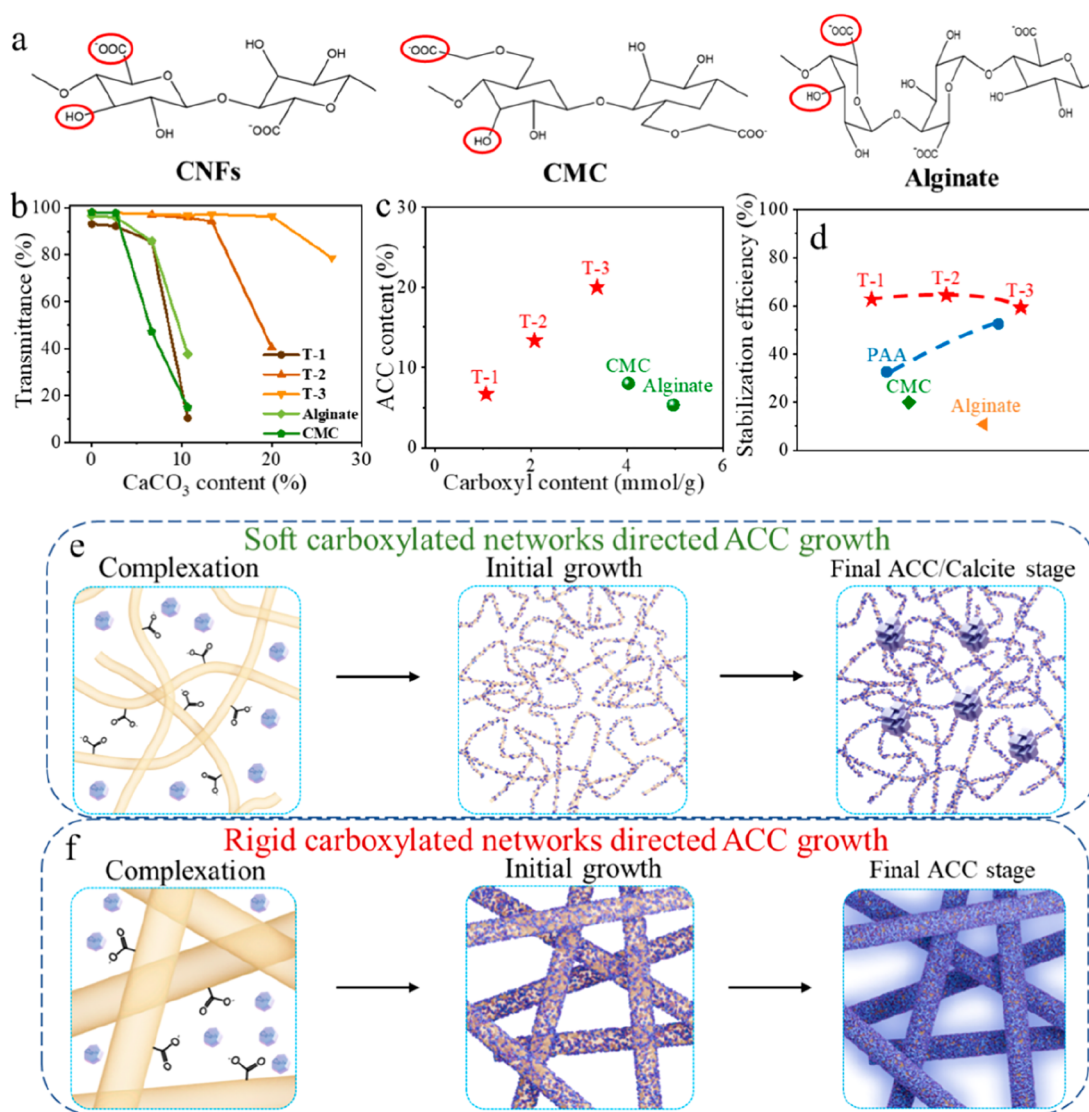 a
⁻OOC
HO
OH
O
O
HO
OH
⁻OOC
OH
CNFs
⁻OOC
O
HO
OH
O
O
HO
OH
O
COO⁻
CMC
⁻OOC
O
HO
OH
O
HO
⁻OOC
OH
O
⁻OOC
O
HO
OH
Alginate
b
Transmittance (%)
100
80
60
40
20
0
0
10
20
30
CaCO₃ content (%)
T-1
T-2
T-3
Alginate
CMC
c
ACC content (%)
30
20
10
0
0
2
4
6
Carboxyl content (mmol/g)
T-1
T-2
T-3
CMC
Alginate
d
Stabilization efficiency (%)
100
80
60
40
20
0
T-1
T-2
T-3
PAA
CMC
Alginate
e
Soft carboxylated networks directed ACC growth
Complexation
Initial growth
Final ACC/Calcite stage
f
Rigid carboxylated networks directed ACC growth
Complexation
Initial growth
Final ACC stage